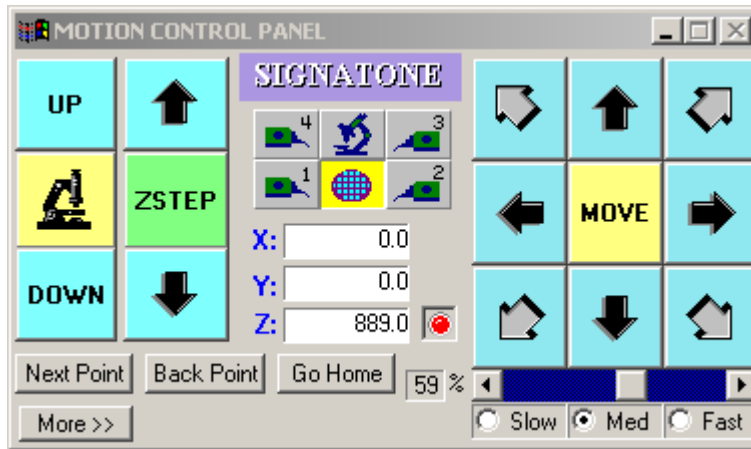 MOTION CONTROL PANEL
SIGNATONE
UP
4
3
ZSTEP
1
2
MOVE
X: 0.0
Y: 0.0
DOWN
Z: 889.0
Next Point Back Point Go Home 59 %
More >> Slow Med Fast